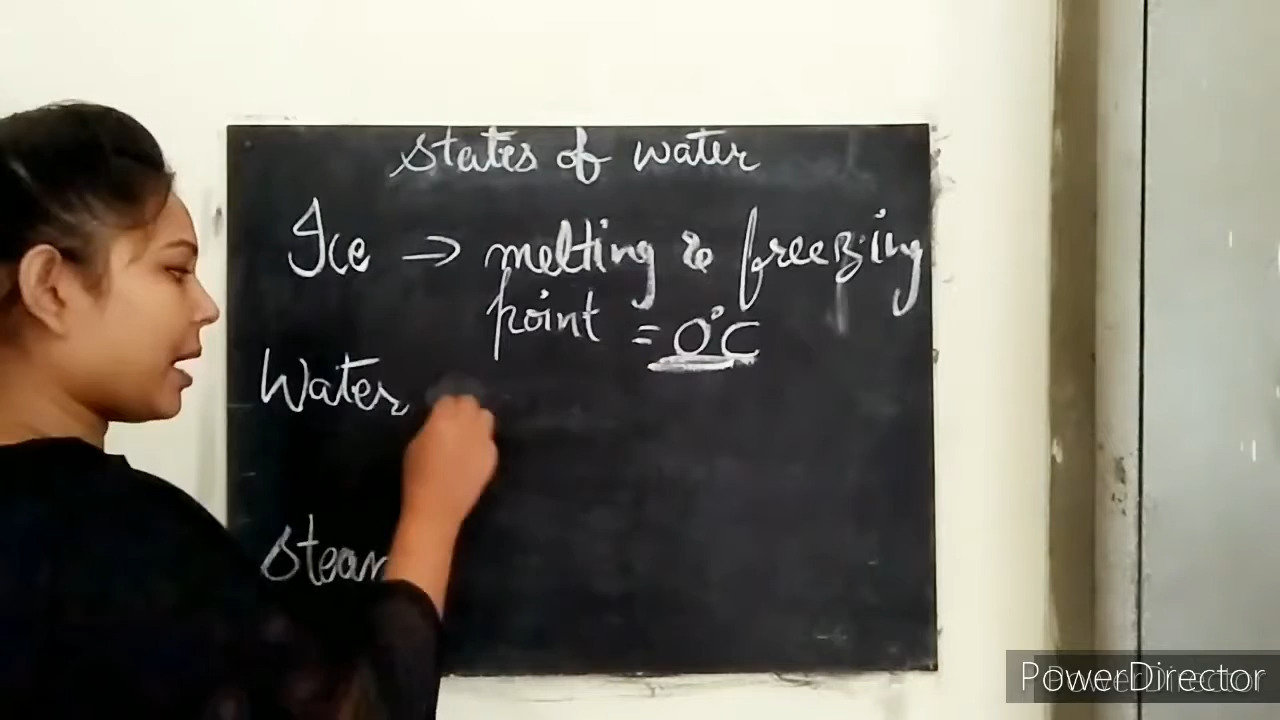 states of water
Ice → melting & freezing
point = 0°C
Water
Steam
PowerDirector